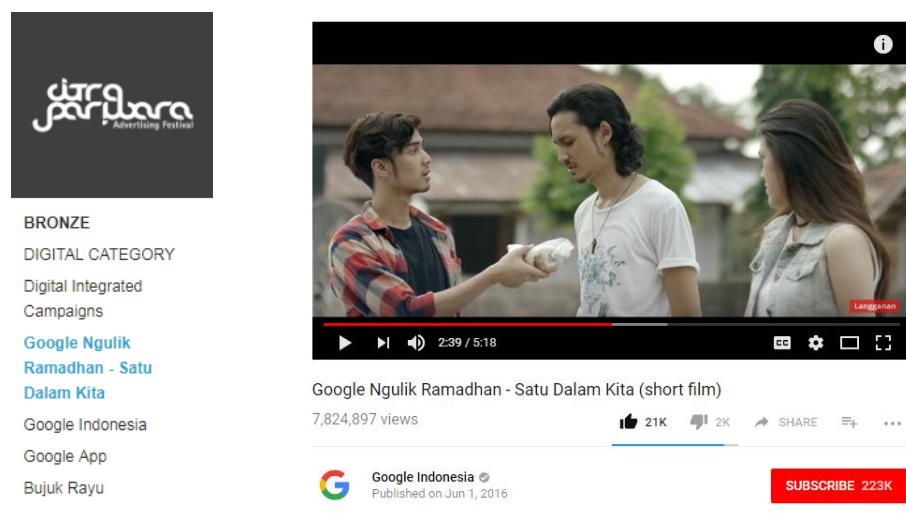 citra
pariwara
Advertising Festival
BRONZE
DIGITAL CATEGORY
Digital Integrated
Campaigns
Google Ngulik
Ramadhan - Satu
Dalam Kita
Google Indonesia
Google App
Bujuk Rayu
Langganan
2:39 / 5:18
CC
Google Ngulik Ramadhan - Satu Dalam Kita (short film)
7,824,897 views
21K
2K
SHARE
Google Indonesia
Published on Jun 1, 2016
SUBSCRIBE 223K